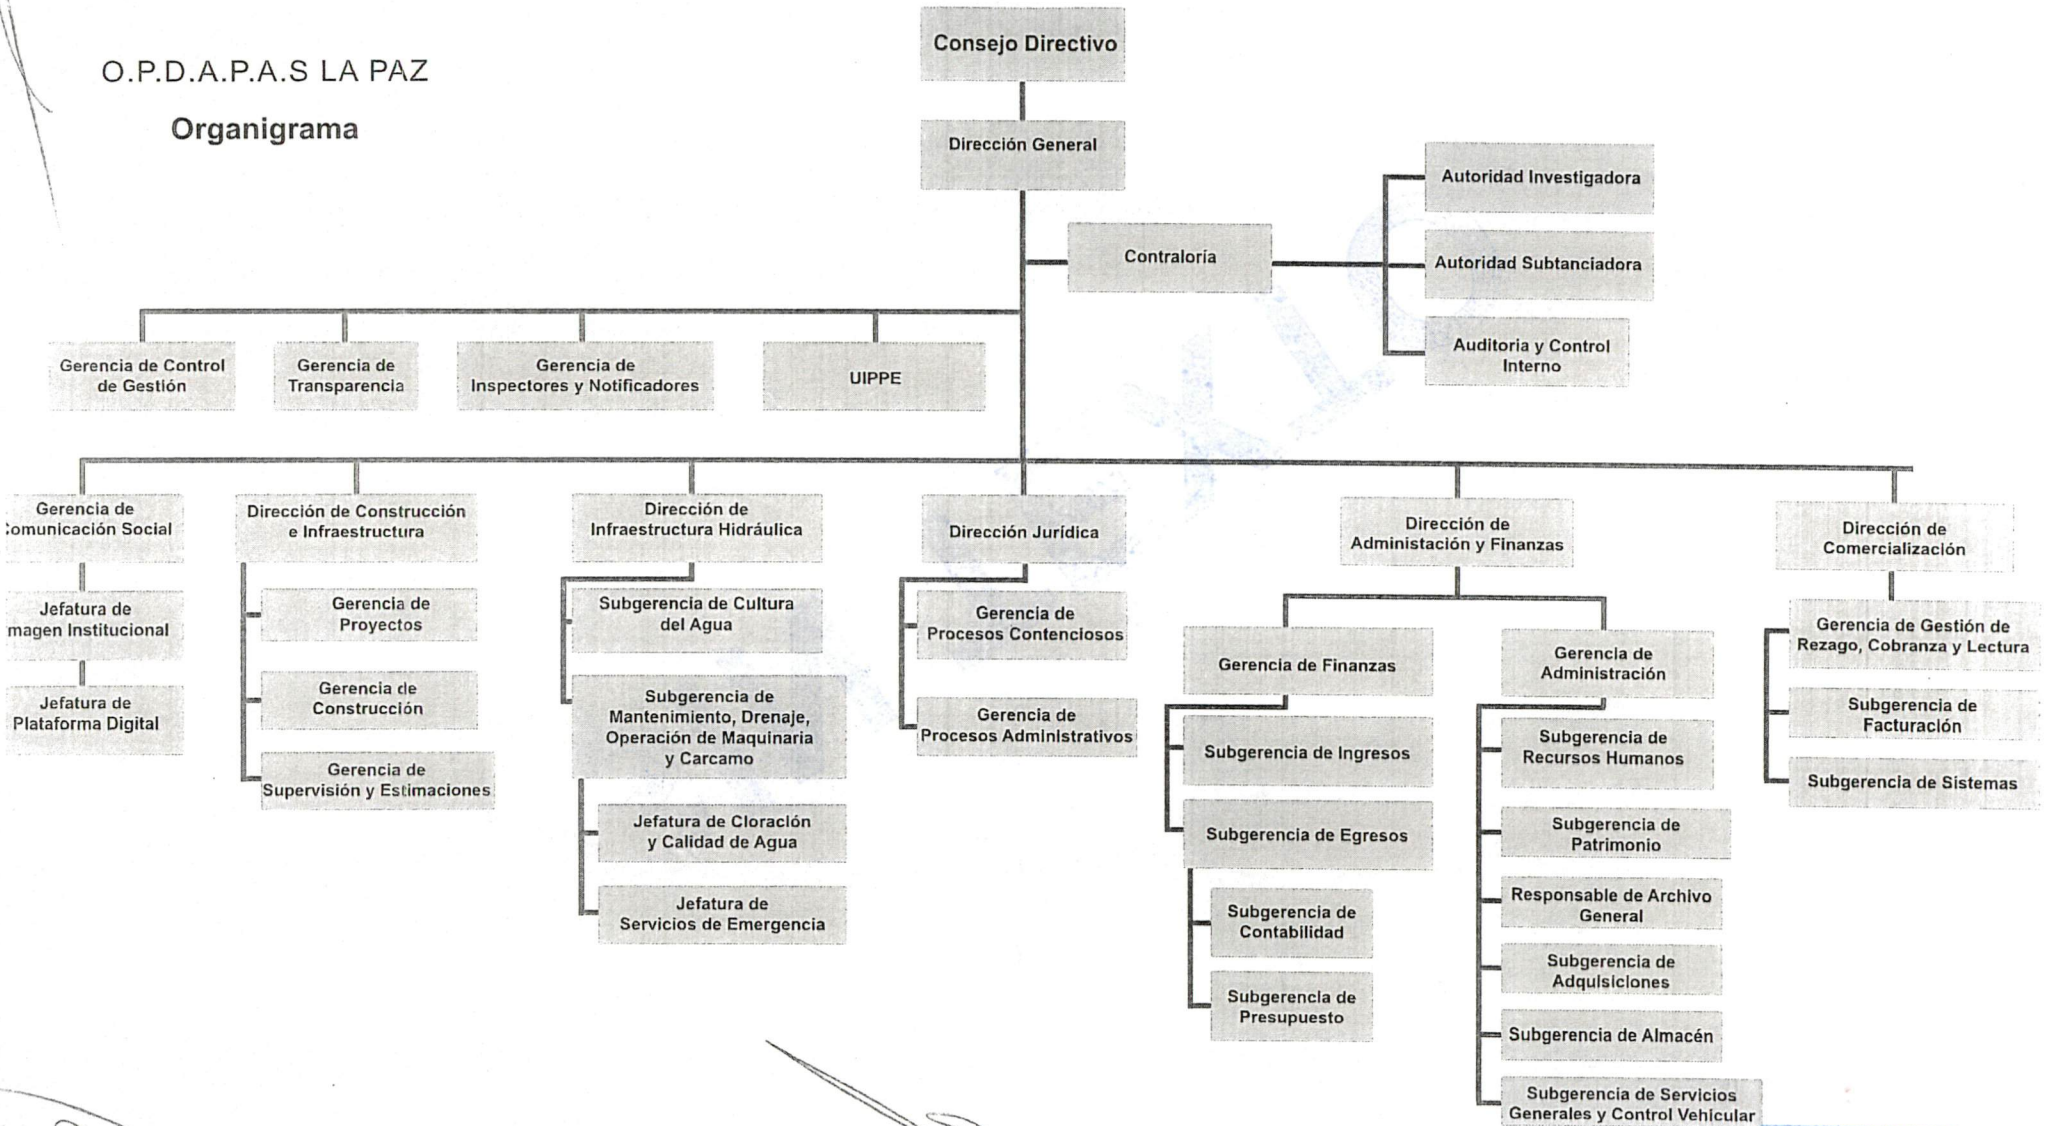 O.P.D.A.P.A.S LA PAZ
Organigrama
Consejo Directivo
Dirección General
Contraloría
Autoridad Investigadora
Autoridad Subtanciadora
Auditoria y Control
Interno
Gerencia de Control
de Gestión
Gerencia de
Transparencia
Gerencia de
Inspectores y Notificadores
UIPPE
Gerencia de
Comunicación Social
Jefatura de
magen Institucional
Jefatura de
Plataforma Digital
Dirección de Construcción
e Infraestructura
Gerencia de
Proyectos
Gerencia de
Construcción
Gerencia de
Supervisión y Estimaciones
Dirección de
Infraestructura Hidráulica
Subgerencia de Cultura
del Agua
Subgerencia de
Mantenimiento, Drenaje,
Operación de Maquinaria
y Carcamo
Jefatura de Cloración
y Calidad de Agua
Jefatura de
Servicios de Emergencia
Dirección Jurídica
Gerencia de
Procesos Contenciosos
Gerencia de
Procesos Administrativos
Dirección de
Administación y Finanzas
Gerencia de Finanzas
Subgerencia de Ingresos
Subgerencia de Egresos
Subgerencia de
Contabilidad
Subgerencia de
Presupuesto
Gerencia de
Administración
Subgerencia de
Recursos Humanos
Subgerencia de
Patrimonio
Responsable de Archivo
General
Subgerencia de
Adquisiciones
Subgerencia de Almacén
Subgerencia de Servicios
Generales y Control Vehicular
Dirección de
Comercialización
Gerencia de Gestión de
Rezago, Cobranza y Lectura
Subgerencia de
Facturación
Subgerencia de Sistemas